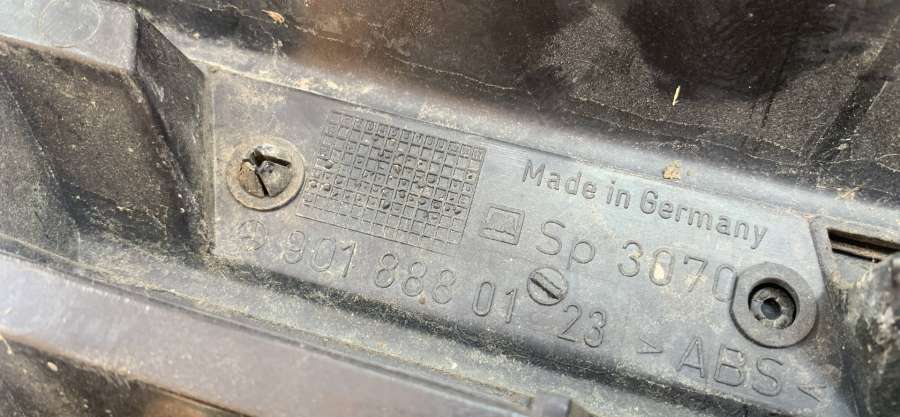 Made in Germany
Sp 3070
901 888 01 23 > ABS <